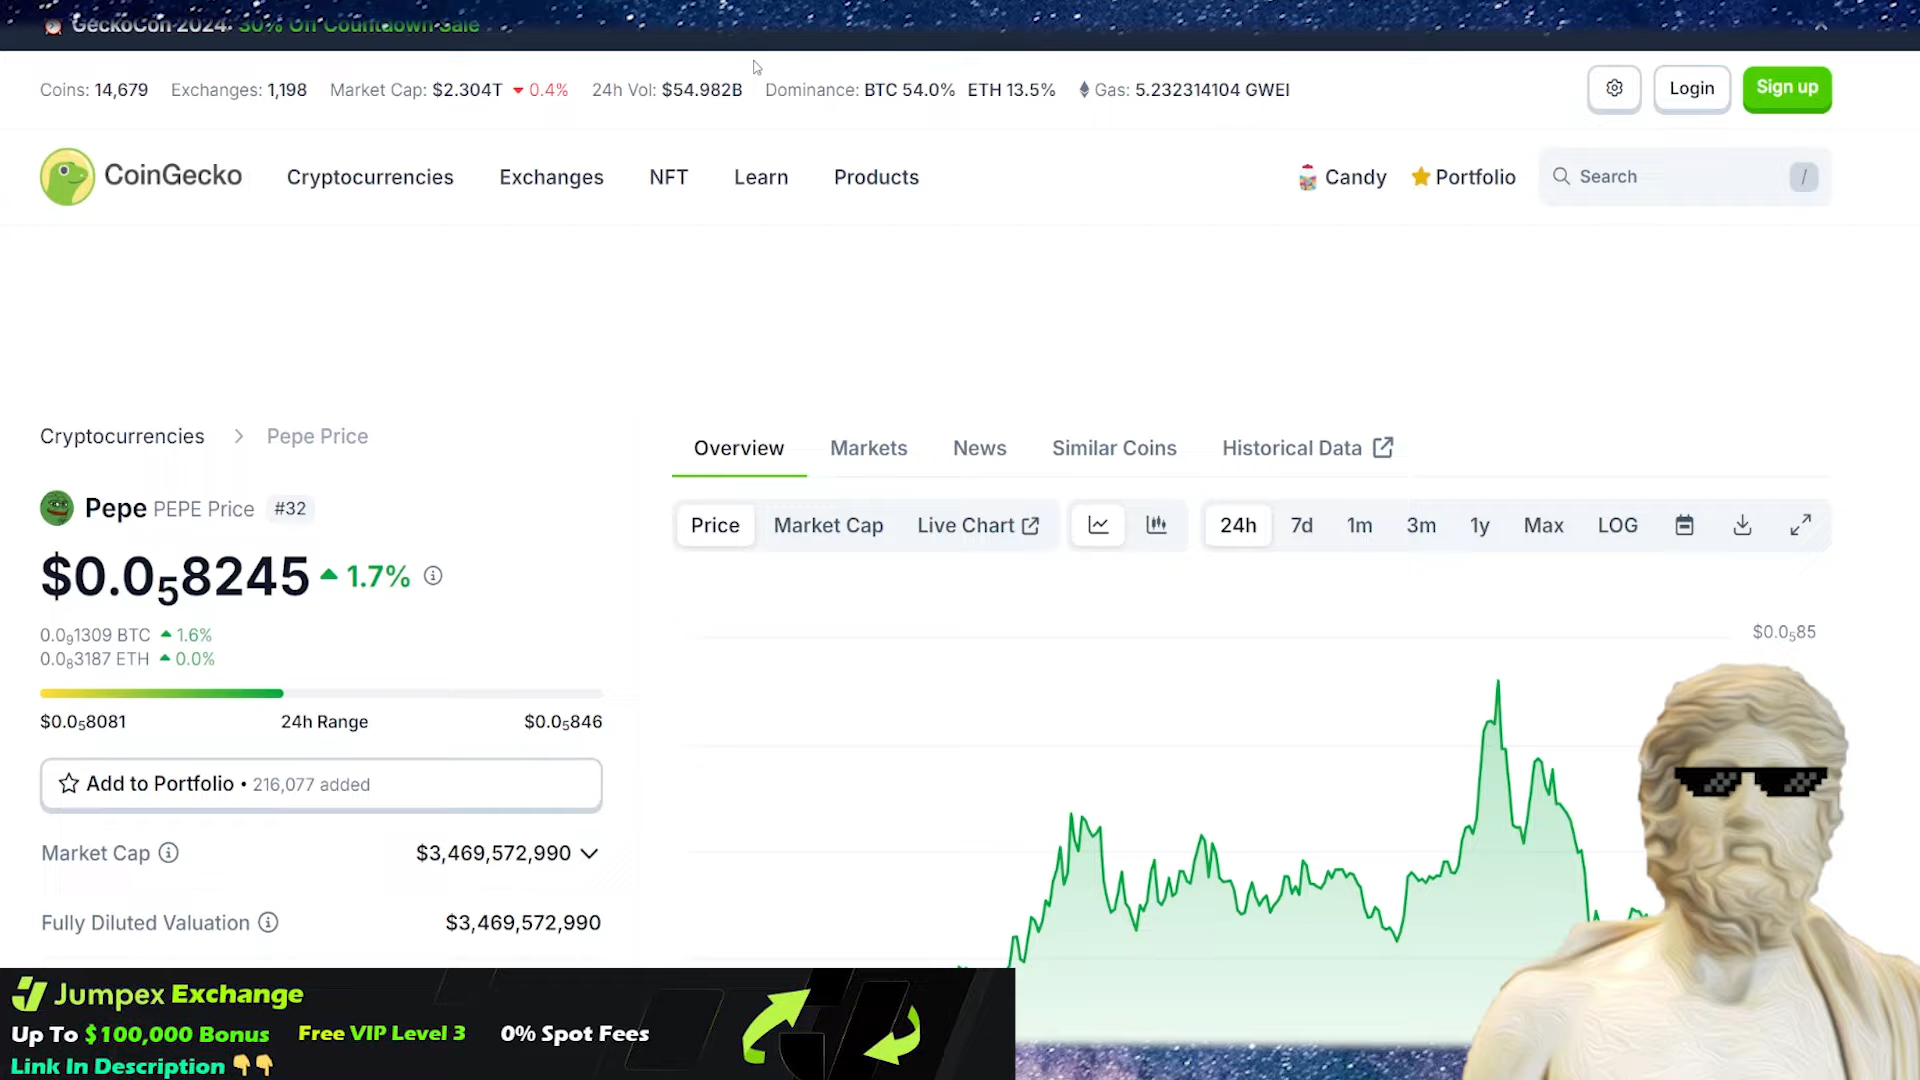 GeckoCon 2024: 30% Off Countdown Sale
Coins: 14,679 Exchanges: 1,198 Market Cap: $2.304T 0.4% 24h Vol: $54.982B Dominance: BTC 54.0% ETH 13.5% Gas: 5.232314104 GWEI
Login Sign up
CoinGecko Cryptocurrencies Exchanges NFT Learn Products Candy Portfolio Search /
Cryptocurrencies > Pepe Price
Overview Markets News Similar Coins Historical Data
Pepe PEPE Price #32
Price Market Cap Live Chart 24h 7d 1m 3m 1y Max LOG
$0.0₅8245 1.7%
0.0₉1309 BTC 1.6%
0.0₈3187 ETH 0.0%
$0.0₅8081 24h Range $0.0₅846
Add to Portfolio • 216,077 added
Market Cap $3,469,572,990
Fully Diluted Valuation $3,469,572,990
$0.0₅85
Jumpex Exchange
Up To $100,000 Bonus Free VIP Level 3 0% Spot Fees
Link In Description 👇👇